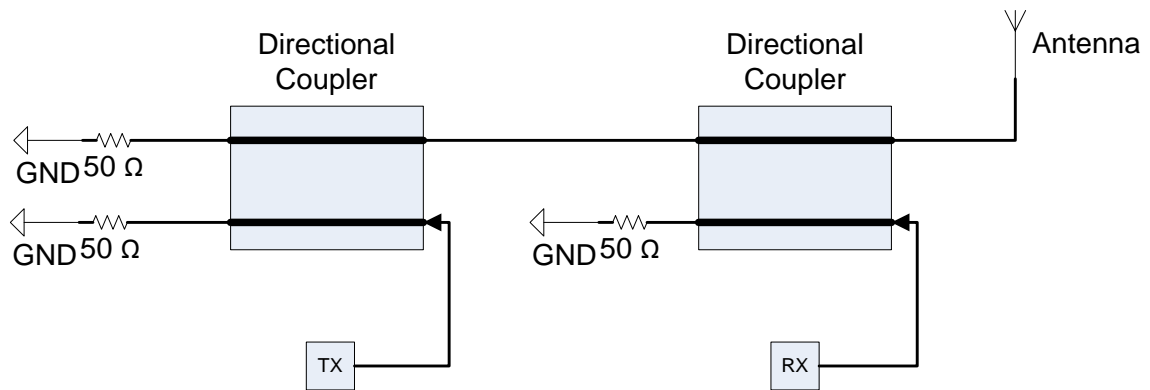 Directional
Coupler
Directional
Coupler
Antenna
GND 50 Ω
GND 50 Ω
GND 50 Ω
TX
RX